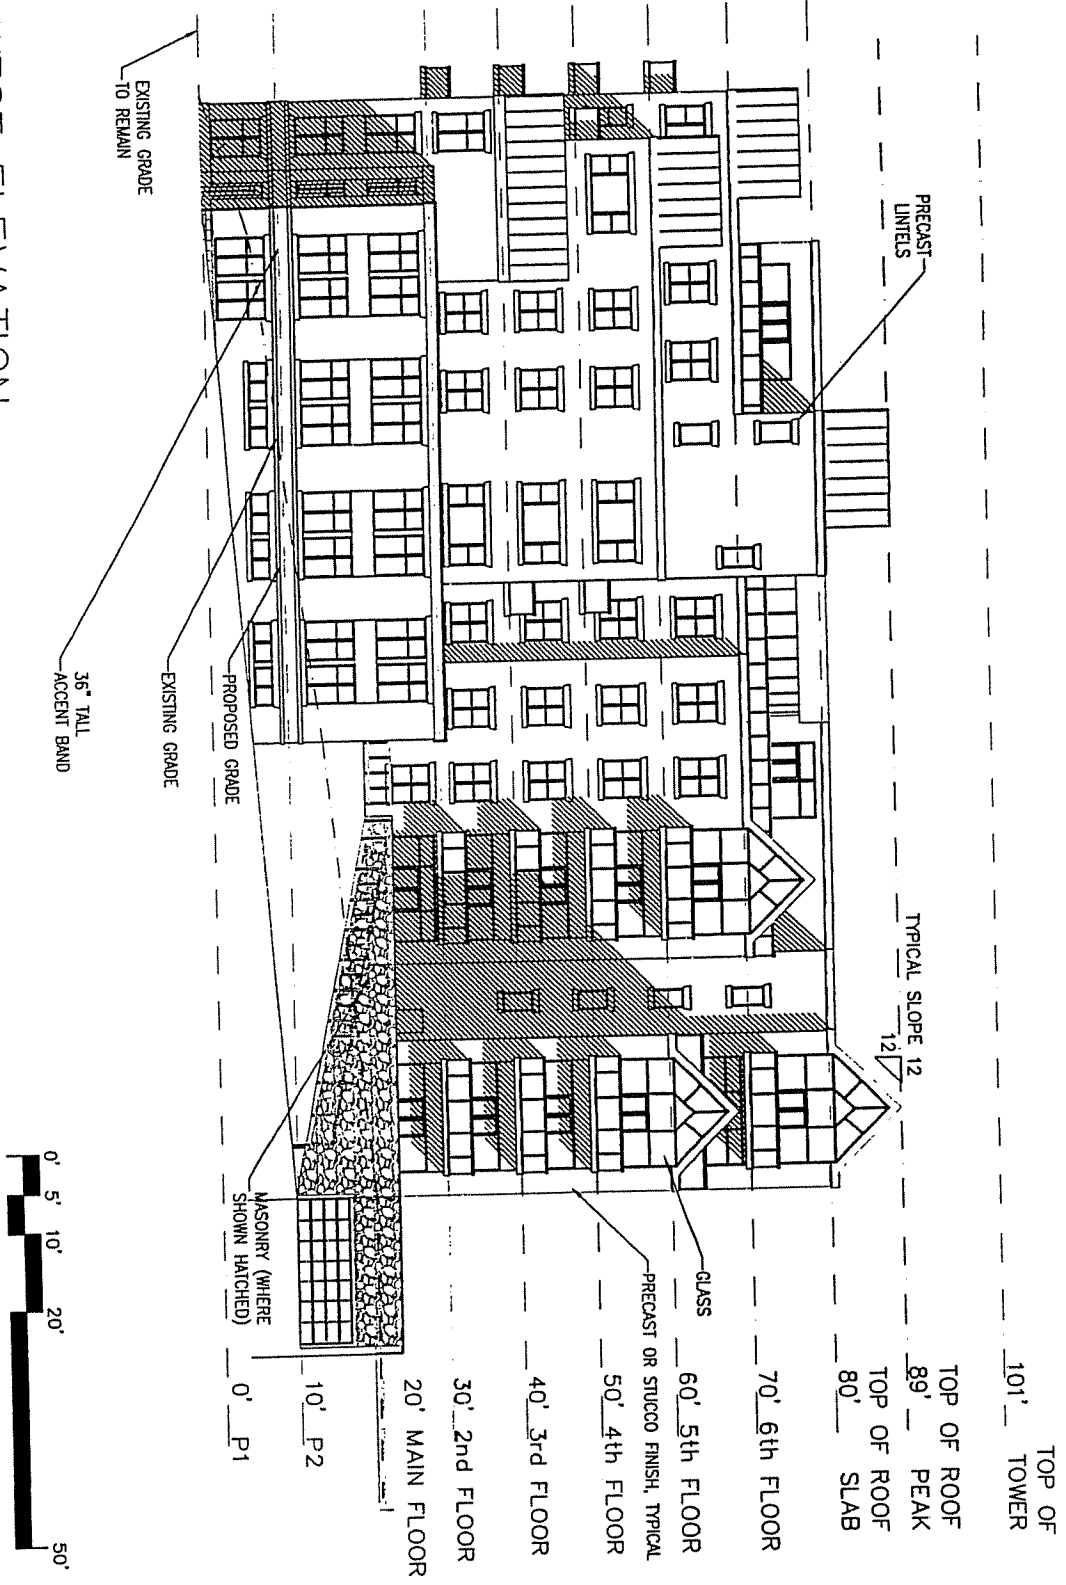 TOP OF
101' TOWER
TOP OF ROOF
89' PEAK
TOP OF ROOF
80' SLAB
70' 6th FLOOR
60' 5th FLOOR
50' 4th FLOOR
40' 3rd FLOOR
30' 2nd FLOOR
20' MAIN FLOOR
10' P2
0' P1
PRECAST
LINTELS
TYPICAL SLOPE 12
12
GLASS
PRECAST OR STUCCO FINISH, TYPICAL
EXISTING GRADE
TO REMAIN
36" TALL
ACCENT BAND
EXISTING GRADE
PROPOSED GRADE
MASONRY (WHERE
SHOWN HATCHED)
ELEVATION
0' 5' 10' 20' 50'